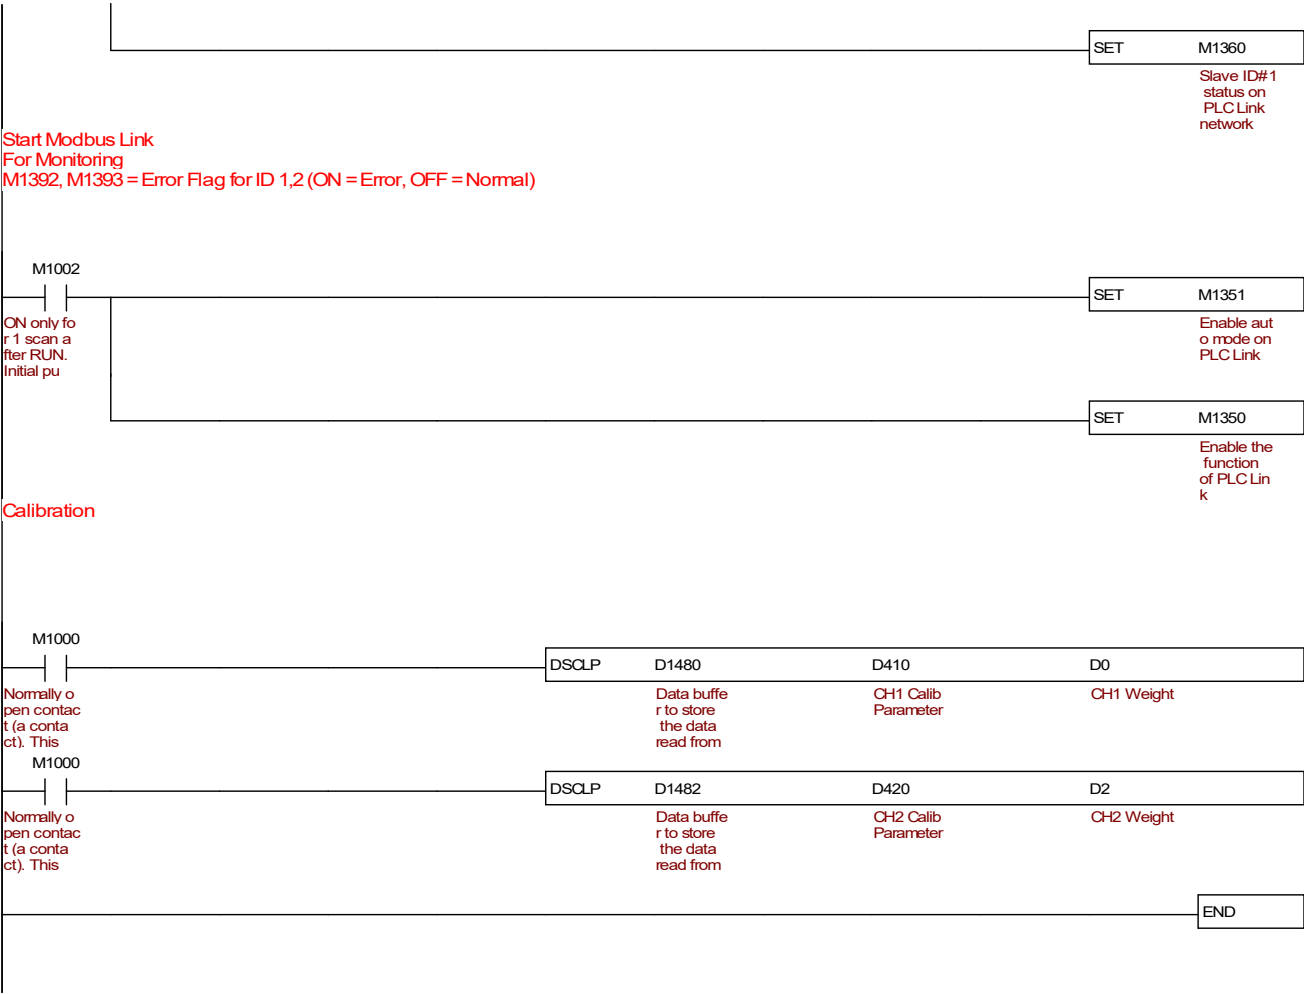 SET M1360
Slave ID#1
status on
PLC Link
network
Start Modbus Link
For Monitoring
M1392, M1393 = Error Flag for ID 1,2 (ON = Error, OFF = Normal)
M1002
SET M1351
ON only fo
r 1 scan a
fter RUN.
Initial pu
Enable aut
o mode on
PLC Link
SET M1350
Enable the
function
of PLC Lin
k
Calibration
M1000
DSCLP D1480 D410 D0
Normally o
pen contac
t (a conta
ct). This
Data buffe
r to store
the data
read from
CH1 Calib
Parameter
CH1 Weight
M1000
DSCLP D1482 D420 D2
Normally o
pen contac
t (a conta
ct). This
Data buffe
r to store
the data
read from
CH2 Calib
Parameter
CH2 Weight
END